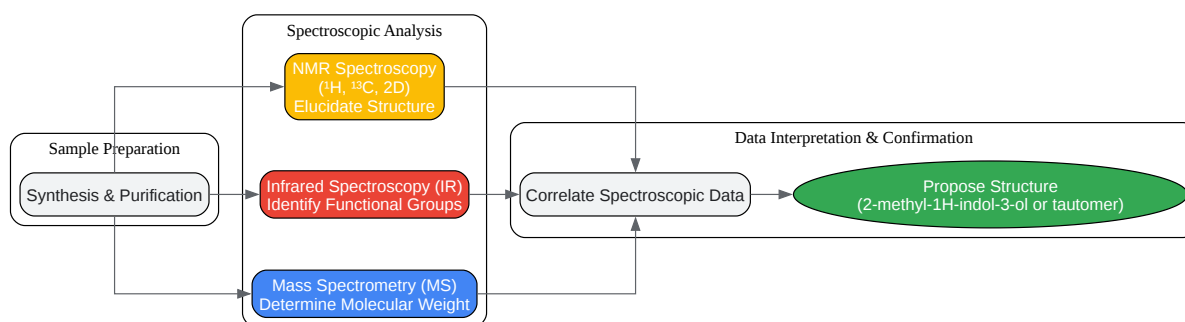 Sample Preparation
Synthesis & Purification
Spectroscopic Analysis
NMR Spectroscopy
(¹H, ¹³C, 2D)
Elucidate Structure
Infrared Spectroscopy (IR)
Identify Functional Groups
Mass Spectrometry (MS)
Determine Molecular Weight
Data Interpretation & Confirmation
Correlate Spectroscopic Data
Propose Structure
(2-methyl-1H-indol-3-ol or tautomer)